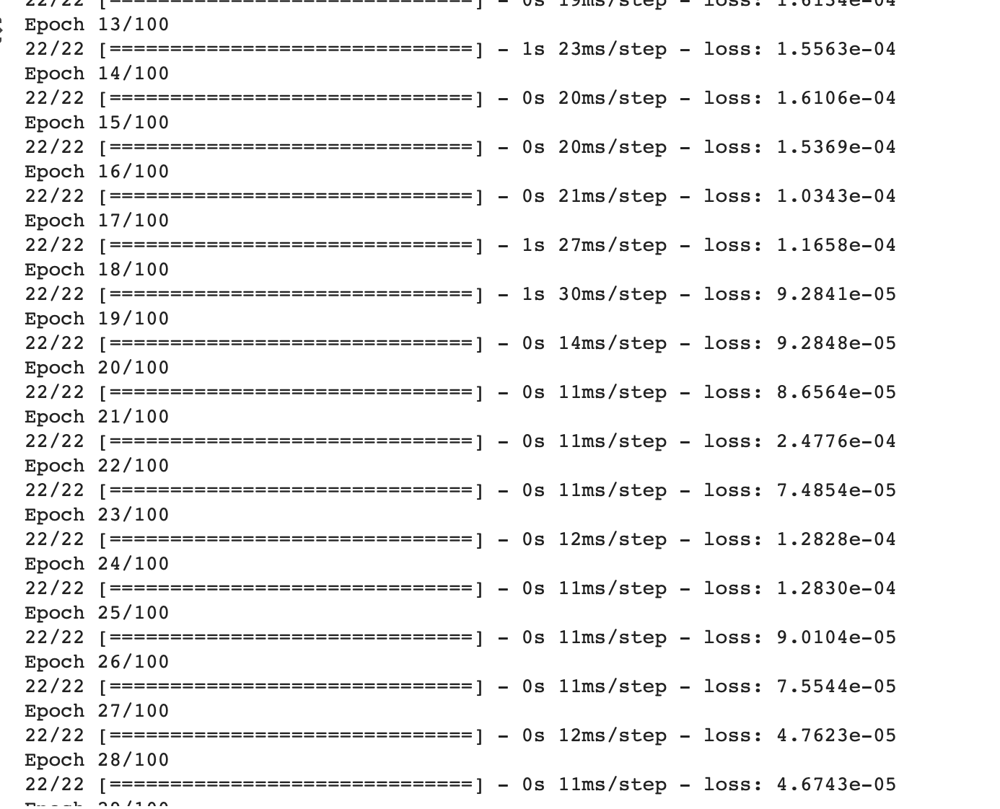 22/22 [==============================] - 0s 19ms/step - loss: 1.6134e-04
Epoch 13/100
22/22 [==============================] - 1s 23ms/step - loss: 1.5563e-04
Epoch 14/100
22/22 [==============================] - 0s 20ms/step - loss: 1.6106e-04
Epoch 15/100
22/22 [==============================] - 0s 20ms/step - loss: 1.5369e-04
Epoch 16/100
22/22 [==============================] - 0s 21ms/step - loss: 1.0343e-04
Epoch 17/100
22/22 [==============================] - 1s 27ms/step - loss: 1.1658e-04
Epoch 18/100
22/22 [==============================] - 1s 30ms/step - loss: 9.2841e-05
Epoch 19/100
22/22 [==============================] - 0s 14ms/step - loss: 9.2848e-05
Epoch 20/100
22/22 [==============================] - 0s 11ms/step - loss: 8.6564e-05
Epoch 21/100
22/22 [==============================] - 0s 11ms/step - loss: 2.4776e-04
Epoch 22/100
22/22 [==============================] - 0s 11ms/step - loss: 7.4854e-05
Epoch 23/100
22/22 [==============================] - 0s 12ms/step - loss: 1.2828e-04
Epoch 24/100
22/22 [==============================] - 0s 11ms/step - loss: 1.2830e-04
Epoch 25/100
22/22 [==============================] - 0s 11ms/step - loss: 9.0104e-05
Epoch 26/100
22/22 [==============================] - 0s 11ms/step - loss: 7.5544e-05
Epoch 27/100
22/22 [==============================] - 0s 12ms/step - loss: 4.7623e-05
Epoch 28/100
22/22 [==============================] - 0s 11ms/step - loss: 4.6743e-05
Epoch 29/100